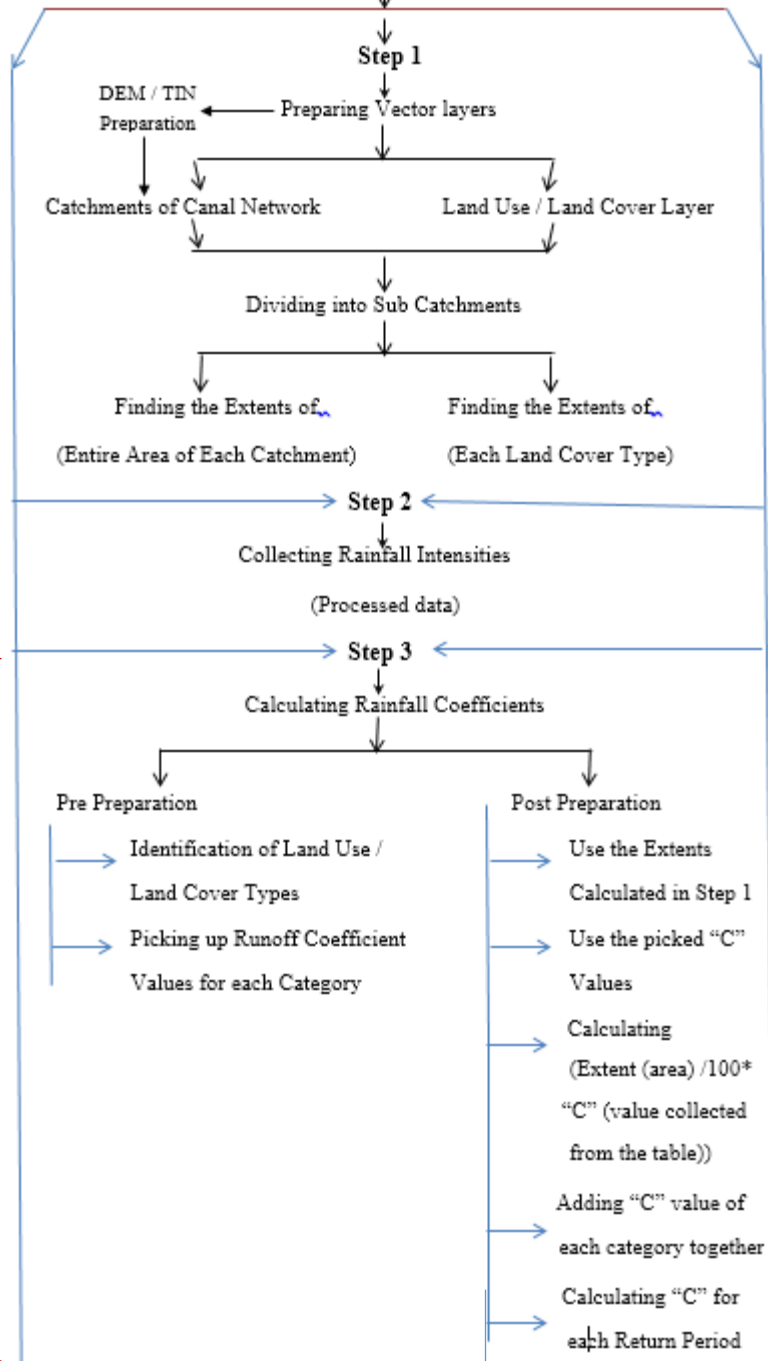 Step 1
DEM / TIN
Preparation
Preparing Vector layers
Catchments of Canal Network
Land Use / Land Cover Layer
Dividing into Sub Catchments
Finding the Extents of
(Entire Area of Each Catchment)
Finding the Extents of
(Each Land Cover Type)
Step 2
Collecting Rainfall Intensities
(Processed data)
Step 3
Calculating Rainfall Coefficients
Pre Preparation
Identification of Land Use /
Land Cover Types
Picking up Runoff Coefficient
Values for each Category
Post Preparation
Use the Extents
Calculated in Step 1
Use the picked “C”
Values
Calculating
(Extent (area) /100*
“C” (value collected
from the table))
Adding “C” value of
each category together
Calculating “C” for
each Return Period